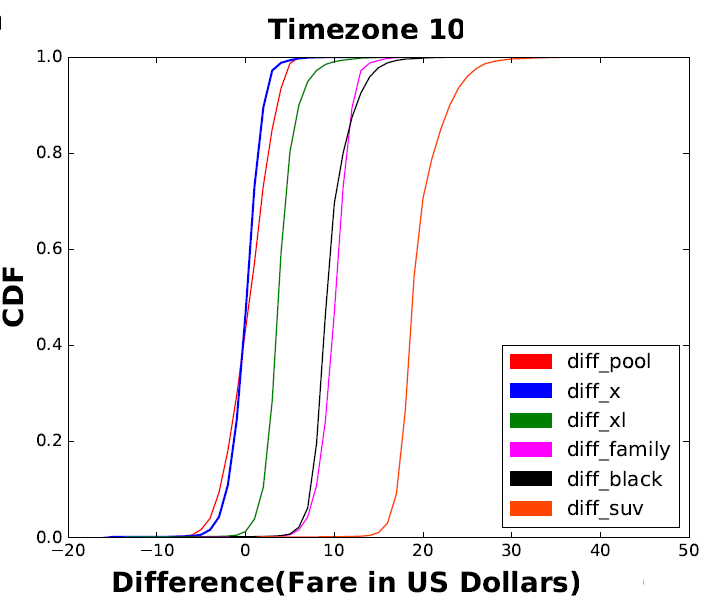 Timezone 10
1.0
0.8
0.6
0.4
0.2
0.0
CDF
diff_pool
diff_x
diff_xl
diff_family
diff_black
diff_suv
−20 −10 0 10 20 30 40 50
Difference(Fare in US Dollars)